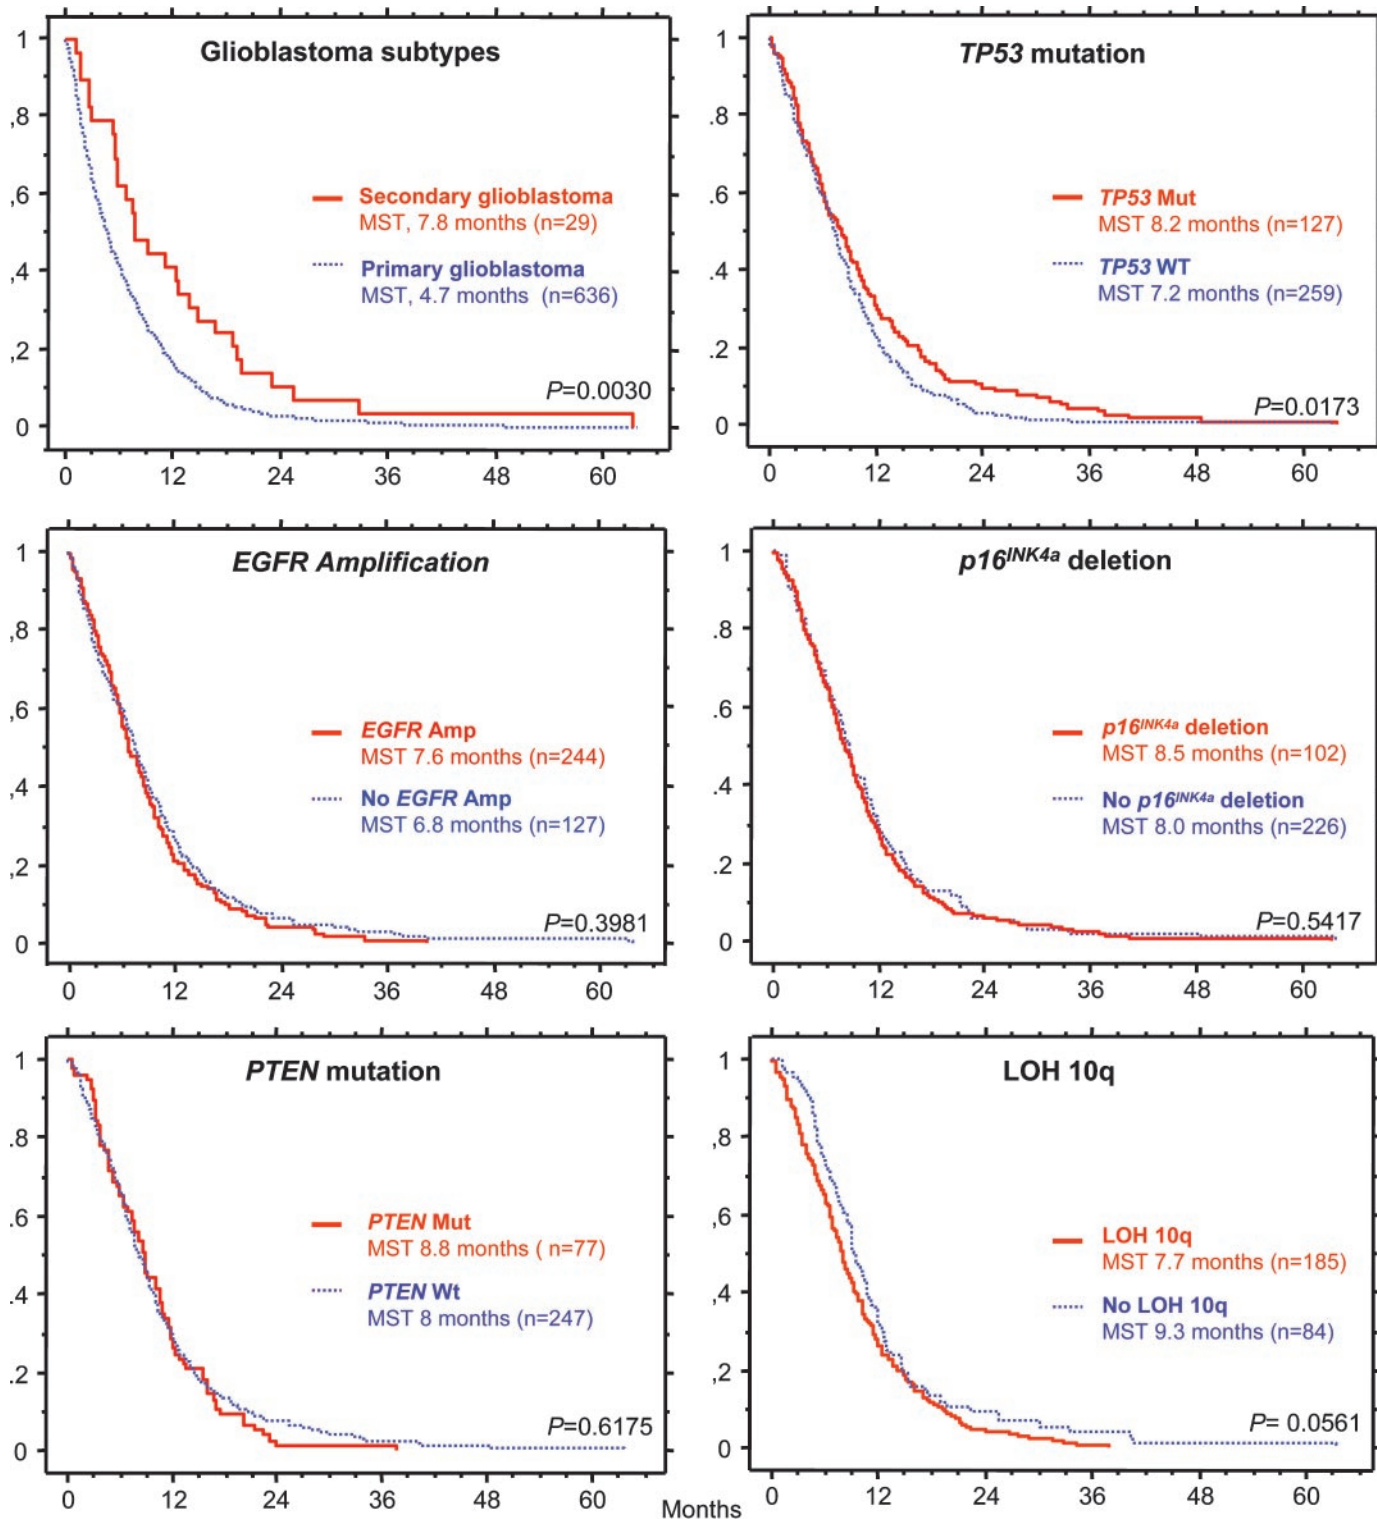 Glioblastoma subtypes
1
,8
,6
,4
,2
0
Secondary glioblastoma
MST, 7.8 months (n=29)
Primary glioblastoma
MST, 4.7 months (n=636)
P=0.0030
0 12 24 36 48 60
TP53 mutation
1
.8
.6
.4
.2
0
TP53 Mut
MST 8.2 months (n=127)
TP53 WT
MST 7.2 months (n=259)
P=0.0173
0 12 24 36 48 60
EGFR Amplification
1
,8
,6
,4
,2
0
EGFR Amp
MST 7.6 months (n=244)
No EGFR Amp
MST 6.8 months (n=127)
P=0.3981
0 12 24 36 48 60
p16INK4a deletion
1
.8
.6
.4
.2
0
p16INK4a deletion
MST 8.5 months (n=102)
No p16INK4a deletion
MST 8.0 months (n=226)
P=0.5417
0 12 24 36 48 60
PTEN mutation
1
.8
.6
.4
.2
0
PTEN Mut
MST 8.8 months ( n=77)
PTEN Wt
MST 8 months (n=247)
P=0.6175
0 12 24 36 48 60
LOH 10q
1
,8
,6
,4
,2
0
LOH 10q
MST 7.7 months (n=185)
No LOH 10q
MST 9.3 months (n=84)
P= 0.0561
0 12 24 36 48 60
Months